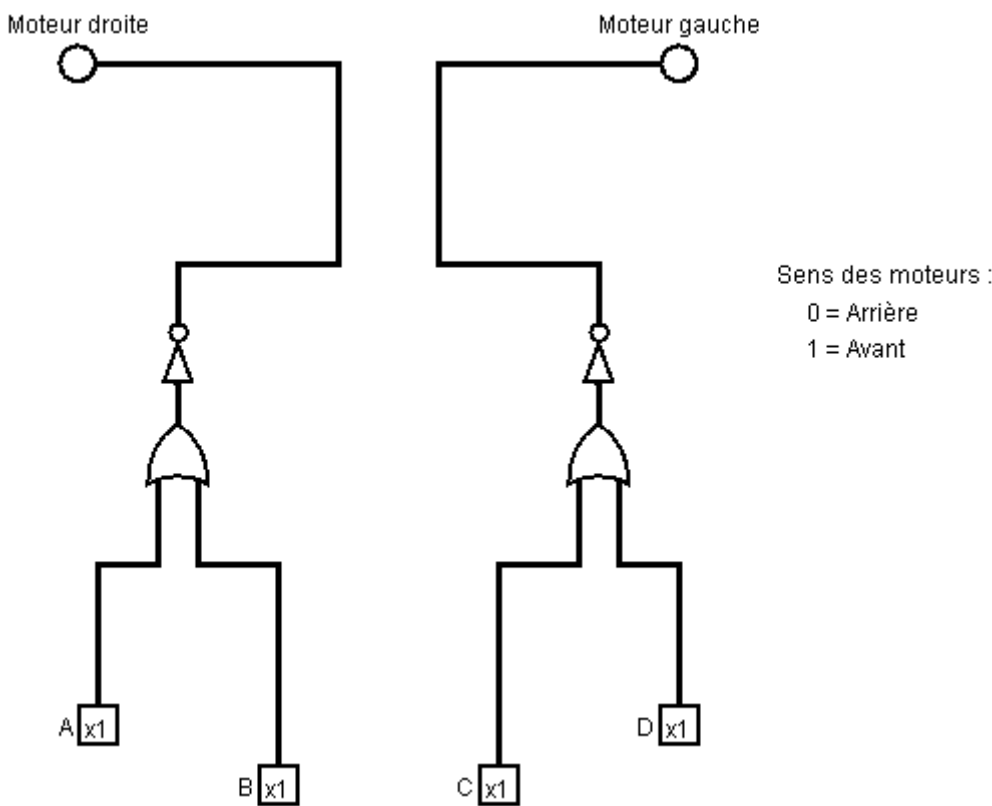 Moteur droite
Moteur gauche
Sens des moteurs :
0 = Arrière
1 = Avant
A x1
D x1
B x1
C x1